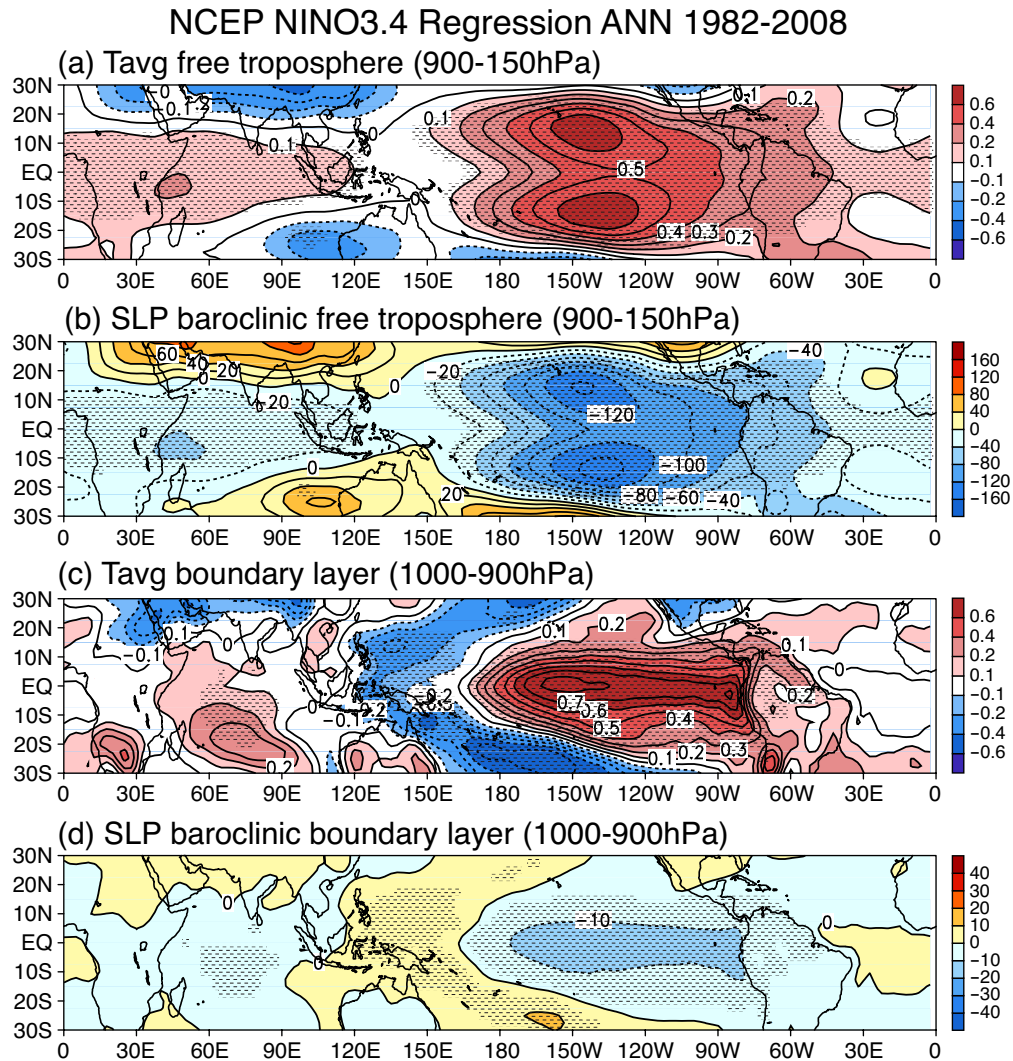 NCEP NINO3.4 Regression ANN 1982-2008
(a) Tavg free troposphere (900-150hPa)
30N
20N
10N
EQ
10S
20S
30S
0 30E 60E 90E 120E 150E 180 150W 120W 90W 60W 30W 0
0.1
0.1
0
0.5
0.1
0.2
0.4
0.3
0.2
0
0.6
0.4
0.2
0.1
−0.1
−0.2
−0.4
−0.6
(b) SLP baroclinic free troposphere (900-150hPa)
30N
20N
10N
EQ
10S
20S
30S
0 30E 60E 90E 120E 150E 180 150W 120W 90W 60W 30W 0
60
40
0
20
0
−20
−120
−40
0
−100
20
−80
−60
−40
160
120
80
40
0
−40
−80
−120
−160
(c) Tavg boundary layer (1000-900hPa)
30N
20N
10N
EQ
10S
20S
30S
0 30E 60E 90E 120E 150E 180 150W 120W 90W 60W 30W 0
0.1
0
−0.1
0.1
0.2
0.1
0
0.2
0
−0.1
0.7
0.6
0.5
0.4
0.3
0.2
0.1
0.2
0.6
0.4
0.2
0.1
−0.1
−0.2
−0.4
−0.6
(d) SLP baroclinic boundary layer (1000-900hPa)
30N
20N
10N
EQ
10S
20S
30S
0 30E 60E 90E 120E 150E 180 150W 120W 90W 60W 30W 0
0
0
−10
0
40
30
20
10
0
−10
−20
−30
−40